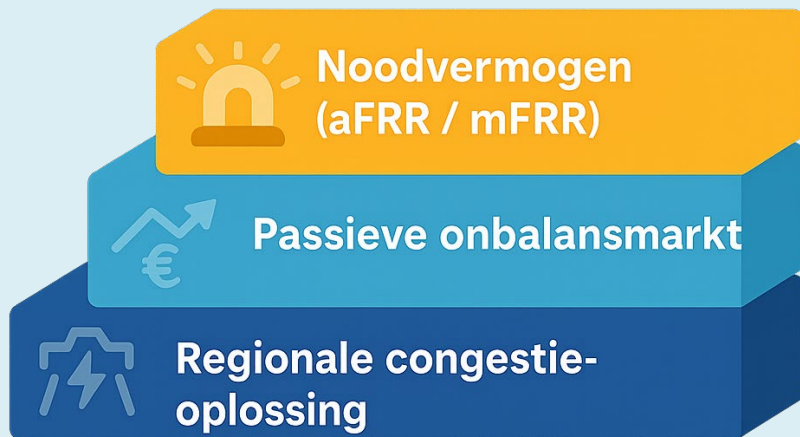 Noodvermogen
(aFRR / mFRR)
€
Passieve onbalansmarkt
Regionale congestie-
oplossing